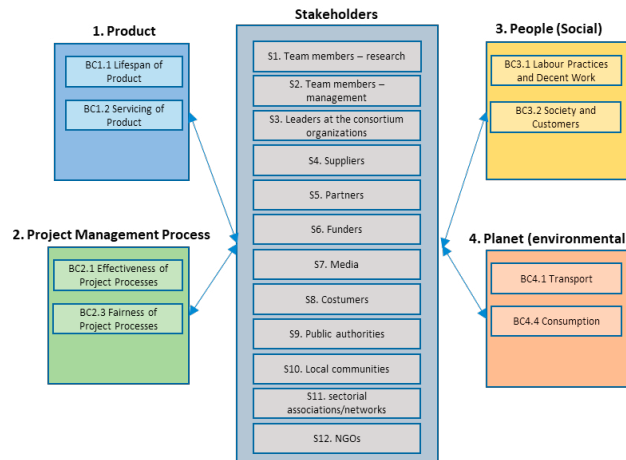 Stakeholders
1. Product
BC1.1 Lifespan of
Product
BC1.2 Servicing of
Product
2. Project Management Process
BC2.1 Effectiveness of
Project Processes
BC2.3 Fairness of
Project Processes
S1. Team members – research
S2. Team members –
management
S3. Leaders at the consortium
organizations
S4. Suppliers
S5. Partners
S6. Funders
S7. Media
S8. Costumers
S9. Public authorities
S10. Local communities
S11. sectorial
associations/networks
S12. NGOs
3. People (Social)
BC3.1 Labour Practices
and Decent Work
BC3.2 Society and
Customers
4. Planet (environmental
BC4.1 Transport
BC4.4 Consumption